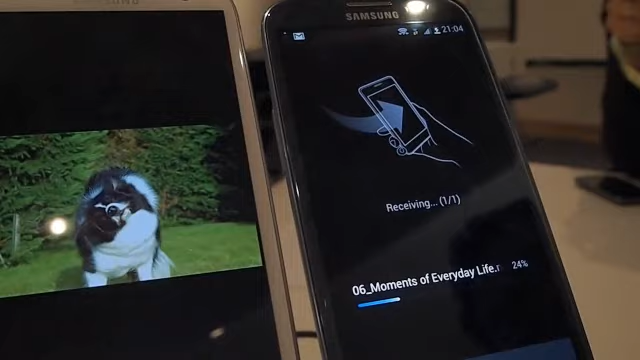 SAMSUNG
21:04
Receiving... (1/1)
06_Moments of Everyday Life.r 24%